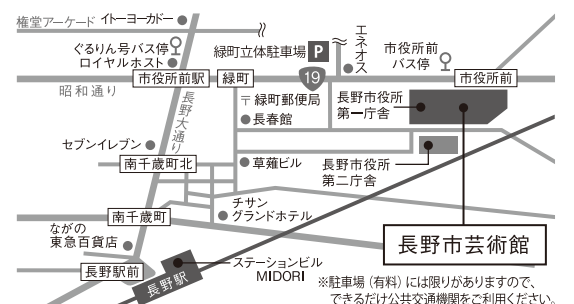 権堂アーケード
イトーヨーカドー
ぐるりん号バス停
ロイヤルホスト
緑町立体駐車場 P
エネオス
市役所前
バス停
市役所前駅
緑町
19
市役所前
昭和通り
長野大通り
〒緑町郵便局
長春館
長野市役所
第一庁舎
セブンイレブン
南千歳町北
草薙ビル
長野市役所
第二庁舎
チサン
グランドホテル
南千歳町
ながの
東急百貨店
長野市芸術館
長野駅前
長野駅
ステーションビル
MIDORI
※駐車場（有料）には限りがありますので、
できるだけ公共交通機関をご利用ください。